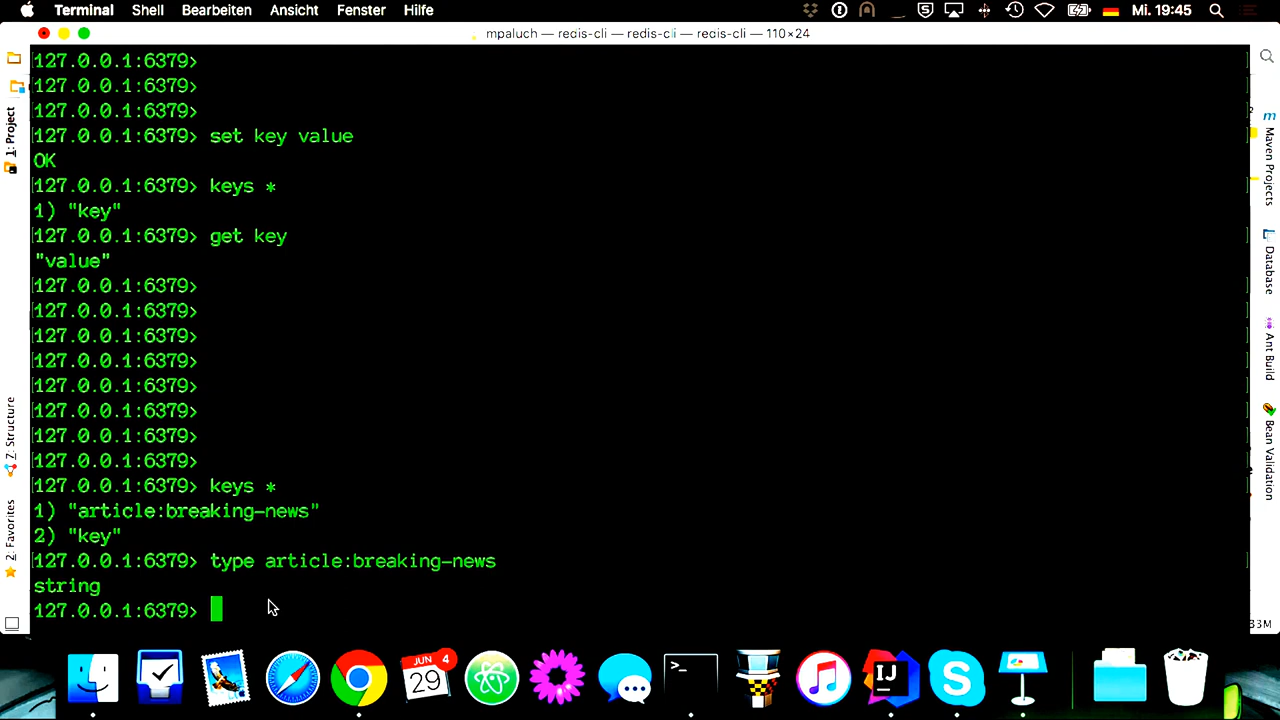 Terminal Shell Bearbeiten Ansicht Fenster Hilfe Mi. 19:45
mpaluch — redis-cli — redis-cli — redis-cli — 110×24
127.0.0.1:6379>
127.0.0.1:6379>
127.0.0.1:6379>
127.0.0.1:6379> set key value
OK
127.0.0.1:6379> keys *
1) "key"
127.0.0.1:6379> get key
"value"
127.0.0.1:6379>
127.0.0.1:6379>
127.0.0.1:6379>
127.0.0.1:6379>
127.0.0.1:6379>
127.0.0.1:6379>
127.0.0.1:6379>
127.0.0.1:6379>
127.0.0.1:6379> keys *
1) "article:breaking-news"
2) "key"
127.0.0.1:6379> type article:breaking-news
string
127.0.0.1:6379>
1: Project
7: Structure
2: Favorites
Maven Projects
Database
Ant Build
Bean Validation
JUN 4
29
>_
IJ
S